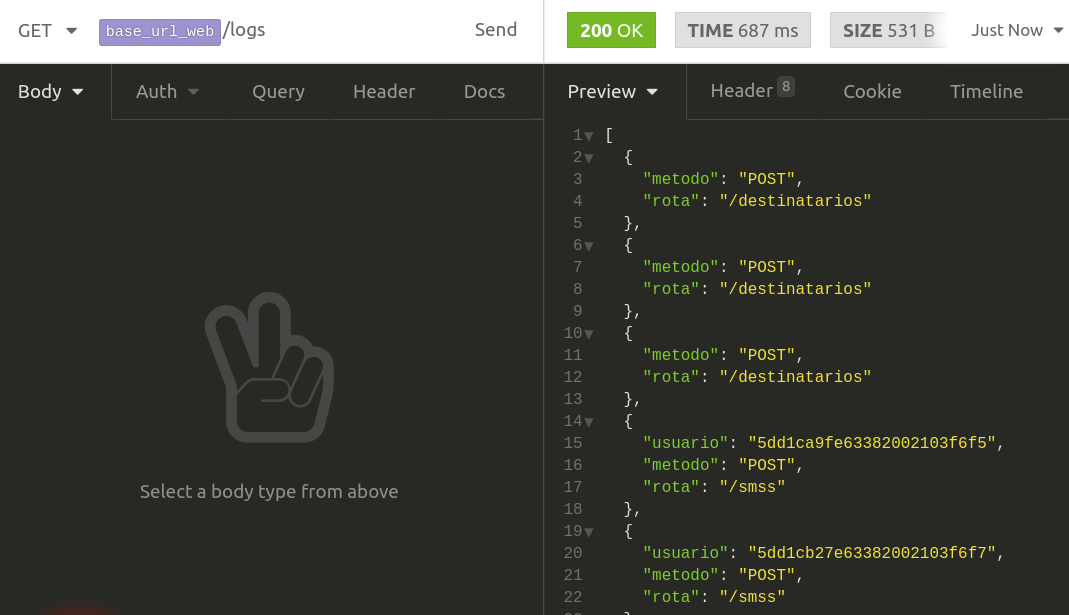 GET base_url_web/logs Send
200 OK TIME 687 ms SIZE 531 B Just Now
Body Auth Query Header Docs
Preview Header 8 Cookie Timeline
Select a body type from above
1 [
2 {
3 "metodo": "POST",
4 "rota": "/destinatarios"
5 },
6 {
7 "metodo": "POST",
8 "rota": "/destinatarios"
9 },
10 {
11 "metodo": "POST",
12 "rota": "/destinatarios"
13 },
14 {
15 "usuario": "5dd1ca9fe63382002103f6f5",
16 "metodo": "POST",
17 "rota": "/smss"
18 },
19 {
20 "usuario": "5dd1cb27e63382002103f6f7",
21 "metodo": "POST",
22 "rota": "/smss"